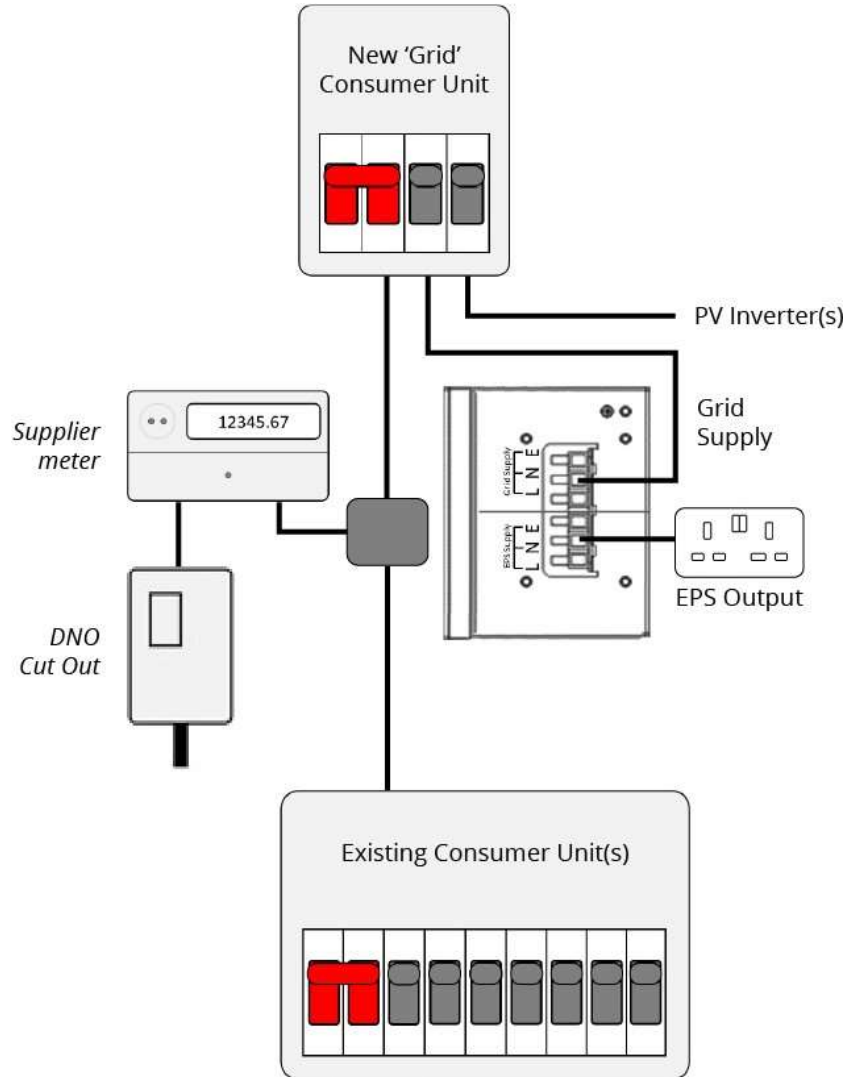 New ‘Grid’
Consumer Unit
PV Inverter(s)
Grid
Supply
Supplier
meter
12345.67
Grid Supply
L N E
EPS Supply
L N E
EPS Output
DNO
Cut Out
Existing Consumer Unit(s)